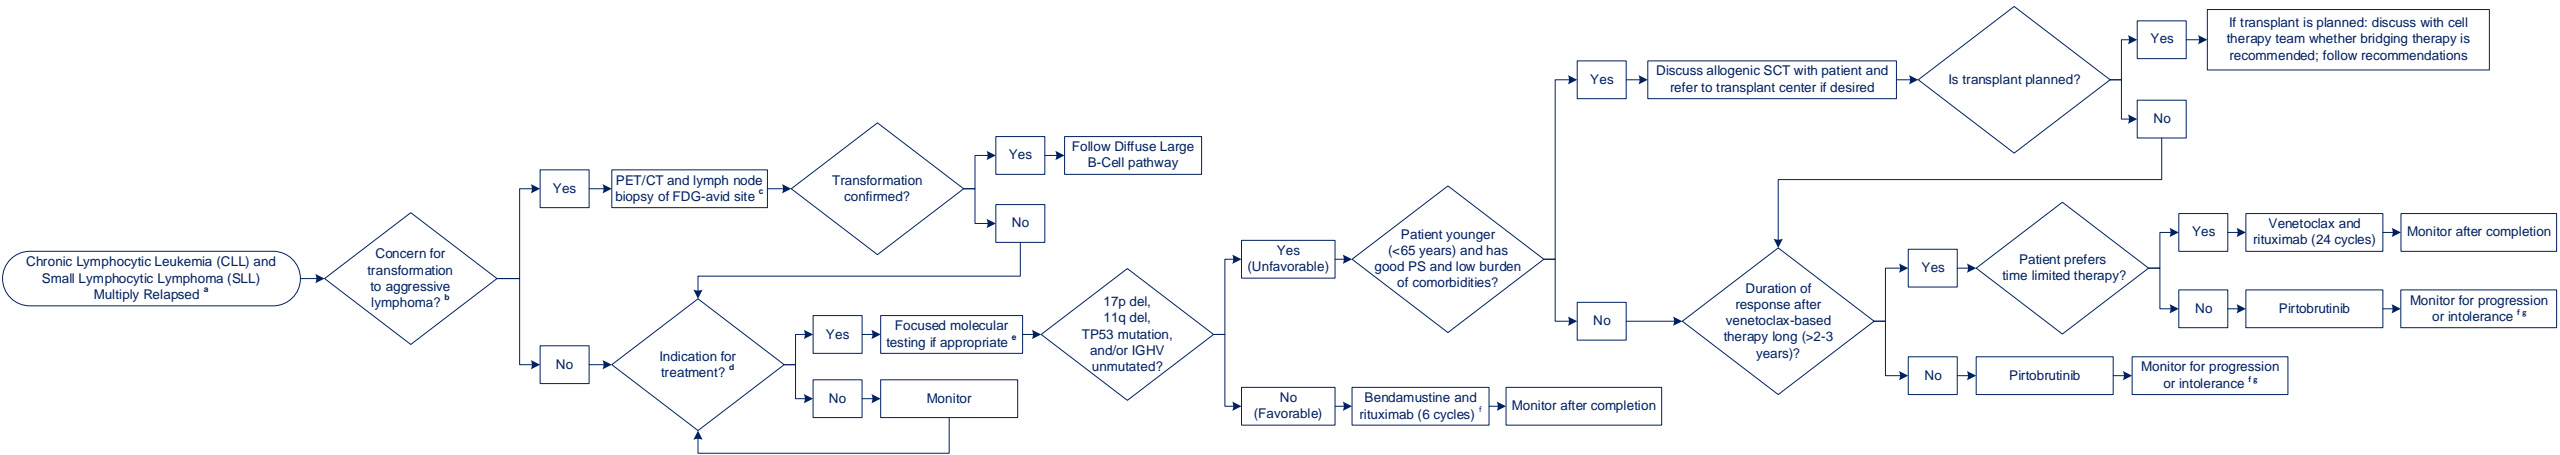 Chronic Lymphocytic Leukemia (CLL) and
Small Lymphocytic Lymphoma (SLL)
Multiply Relapsed a
Concern for
transformation
to aggressive
lymphoma? b
Yes
PET/CT and lymph node
biopsy of FDG-avid site c
Transformation
confirmed?
Yes
Follow Diffuse Large
B-Cell pathway
No
No
Indication for
treatment? d
Yes
Focused molecular
testing if appropriate e
No
Monitor
17p del,
11q del,
TP53 mutation,
and/or IGHV
unmutated?
Yes
(Unfavorable)
Patient younger
(<65 years) and has
good PS and low burden
of comorbidities?
No
(Favorable)
Bendamustine and
rituximab (6 cycles) f
Monitor after completion
Yes
Discuss allogenic SCT with patient and
refer to transplant center if desired
Is transplant planned?
Yes
If transplant is planned: discuss with cell
therapy team whether bridging therapy is
recommended; follow recommendations
No
No
Duration of
response after
venetoclax-based
therapy long (>2-3
years)?
Yes
Patient prefers
time limited therapy?
Yes
Venetoclax and
rituximab (24 cycles)
Monitor after completion
No
Pirtobrutinib
Monitor for progression
or intolerance f g
No
Pirtobrutinib
Monitor for progression
or intolerance f g